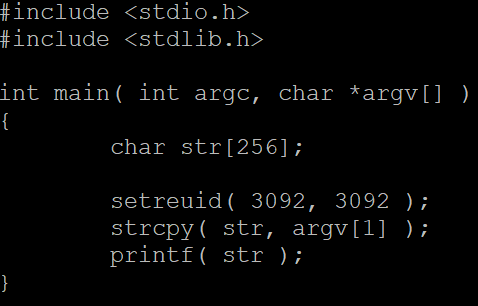 #include <stdio.h>
#include <stdlib.h>
int main( int argc, char *argv[] )
{
char str[256];
setreuid( 3092, 3092 );
strcpy( str, argv[1] );
printf( str );
}